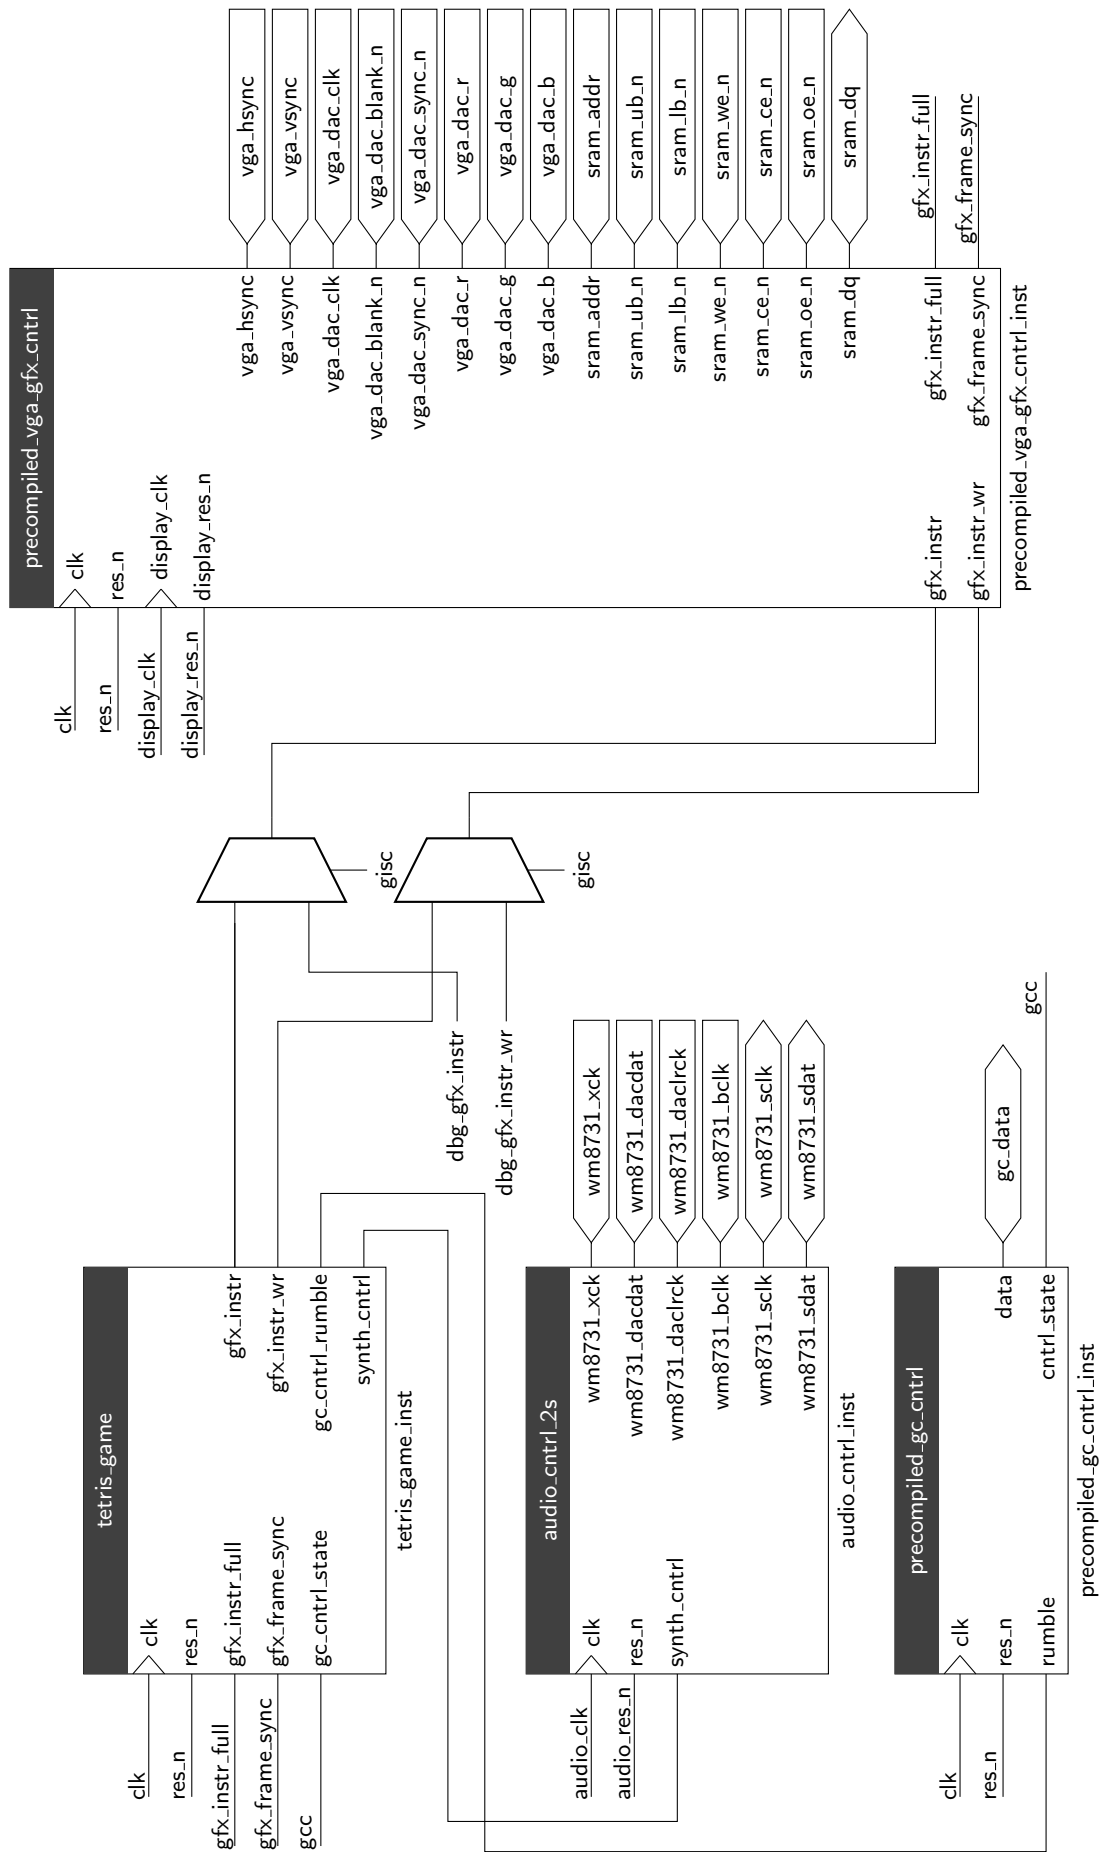 tetris_game
clk
res_n
gfx_instr_full
gfx_frame_sync
gc_cntrl_state
gfx_instr
gfx_instr_wr
gc_cntrl_rumble
synth_cntrl
tetris_game_inst
clk
res_n
gfx_instr_full
gfx_frame_sync
gcc
audio_cntrl_2s
clk
res_n
synth_cntrl
wm8731_xck
wm8731_dacdat
wm8731_daclrck
wm8731_bclk
wm8731_sclk
wm8731_sdat
audio_cntrl_inst
audio_clk
audio_res_n
wm8731_xck
wm8731_dacdat
wm8731_daclrck
wm8731_bclk
wm8731_sclk
wm8731_sdat
precompiled_gc_cntrl
clk
res_n
rumble
data
cntrl_state
precompiled_gc_cntrl_inst
clk
res_n
gc_data
gcc
dbg_gfx_instr
dbg_gfx_instr_wr
gisc
gisc
precompiled_vga_gfx_cntrl
clk
res_n
display_clk
display_res_n
gfx_instr
gfx_instr_wr
vga_hsync
vga_vsync
vga_dac_clk
vga_dac_blank_n
vga_dac_sync_n
vga_dac_r
vga_dac_g
vga_dac_b
sram_addr
sram_ub_n
sram_lb_n
sram_we_n
sram_ce_n
sram_oe_n
sram_dq
gfx_instr_full
gfx_frame_sync
precompiled_vga_gfx_cntrl_inst
clk
res_n
display_clk
display_res_n
vga_hsync
vga_vsync
vga_dac_clk
vga_dac_blank_n
vga_dac_sync_n
vga_dac_r
vga_dac_g
vga_dac_b
sram_addr
sram_ub_n
sram_lb_n
sram_we_n
sram_ce_n
sram_oe_n
sram_dq
gfx_instr_full
gfx_frame_sync